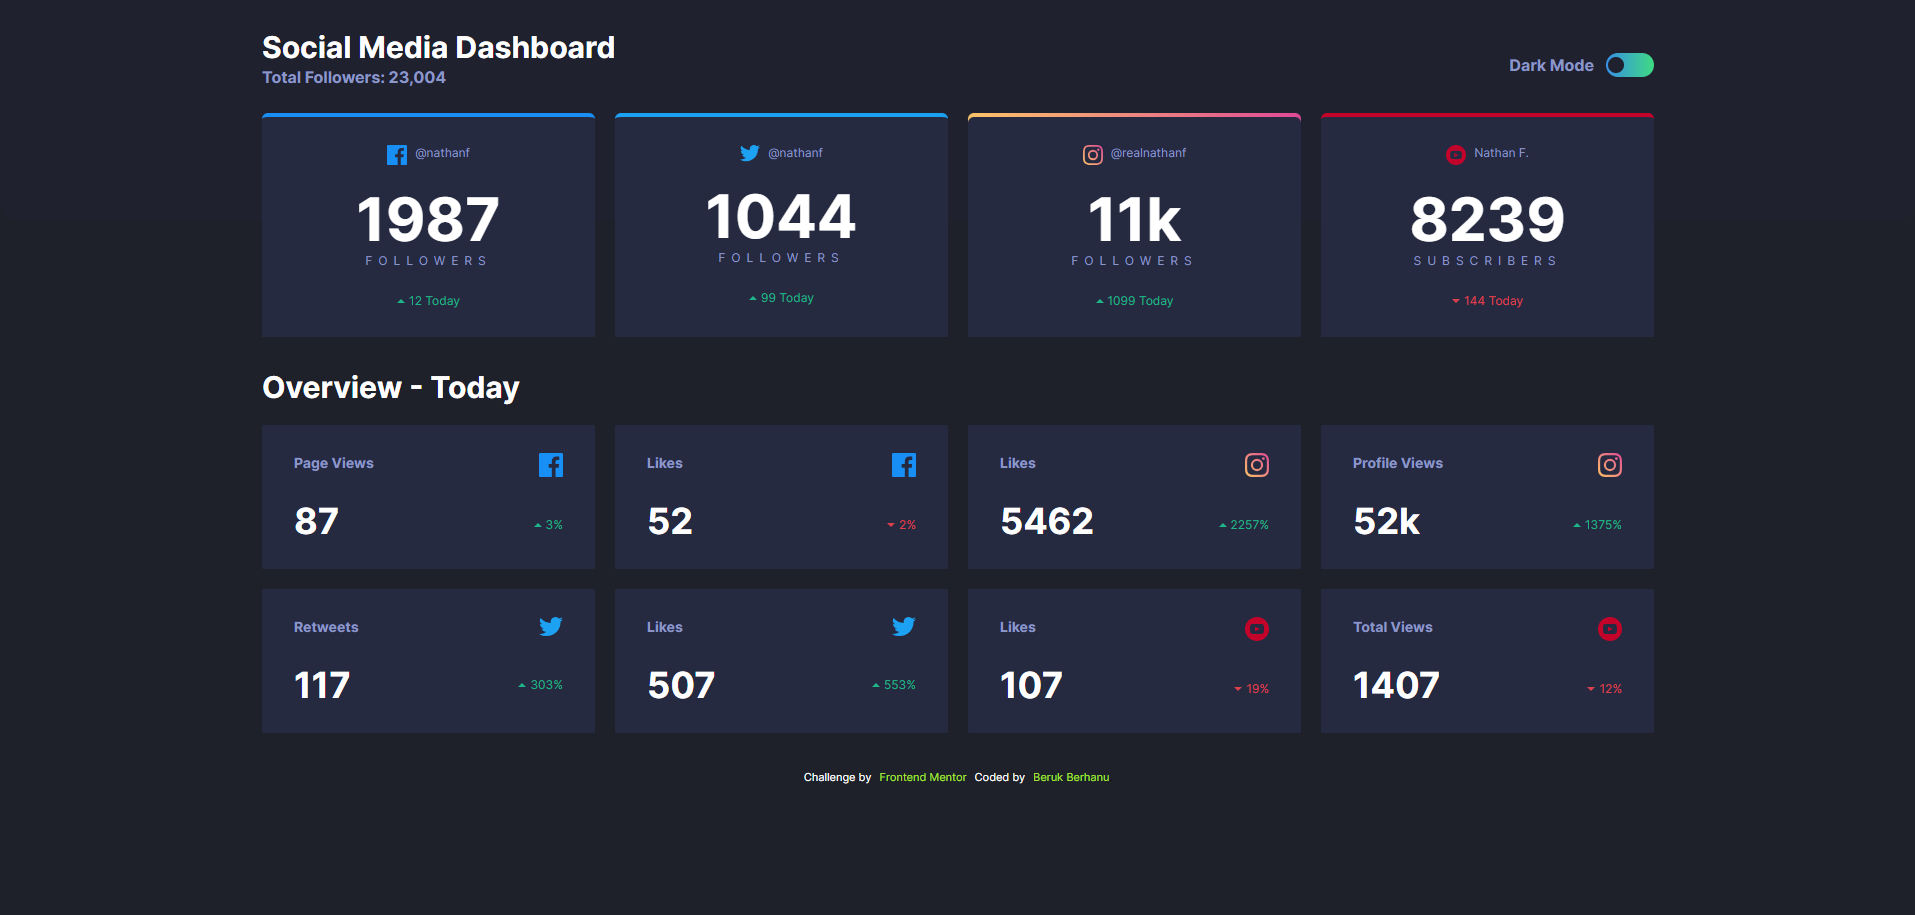 Social Media Dashboard
Total Followers: 23,004
Dark Mode
@nathanf
1987
FOLLOWERS
12 Today
@nathanf
1044
FOLLOWERS
99 Today
@realnathanf
11k
FOLLOWERS
1099 Today
Nathan F.
8239
SUBSCRIBERS
144 Today
Overview - Today
Page Views
87
3%
Likes
52
2%
Likes
5462
2257%
Profile Views
52k
1375%
Retweets
117
303%
Likes
507
553%
Likes
107
19%
Total Views
1407
12%
Challenge by Frontend Mentor Coded by Beruk Berhanu